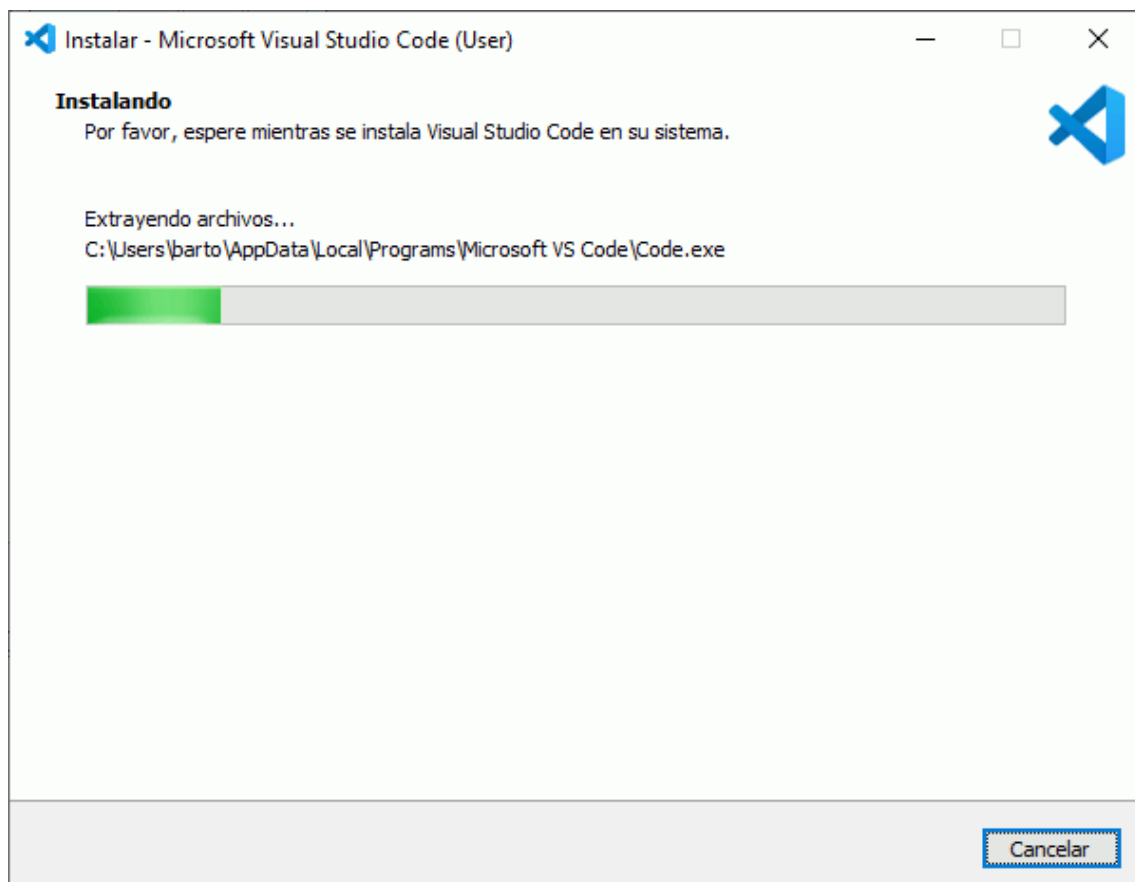 Instalar - Microsoft Visual Studio Code (User)
Instalando
Por favor, espere mientras se instala Visual Studio Code en su sistema.
Extrayendo archivos...
C:\Users\barto\AppData\Local\Programs\Microsoft VS Code\Code.exe
Cancelar